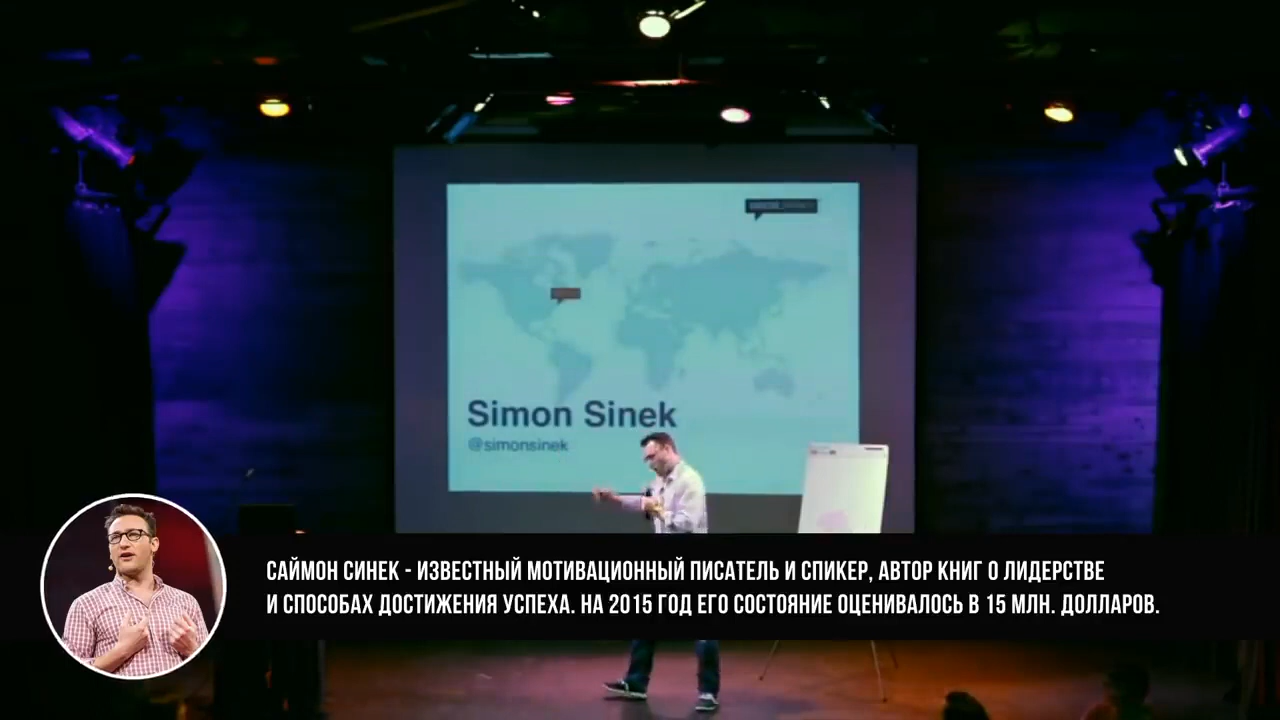 Simon Sinek
@simonsinek
САЙМОН СИНЕК - ИЗВЕСТНЫЙ МОТИВАЦИОННЫЙ ПИСАТЕЛЬ И СПИКЕР, АВТОР КНИГ О ЛИДЕРСТВЕ
И СПОСОБАХ ДОСТИЖЕНИЯ УСПЕХА. НА 2015 ГОД ЕГО СОСТОЯНИЕ ОЦЕНИВАЛОСЬ В 15 МЛН. ДОЛЛАРОВ.